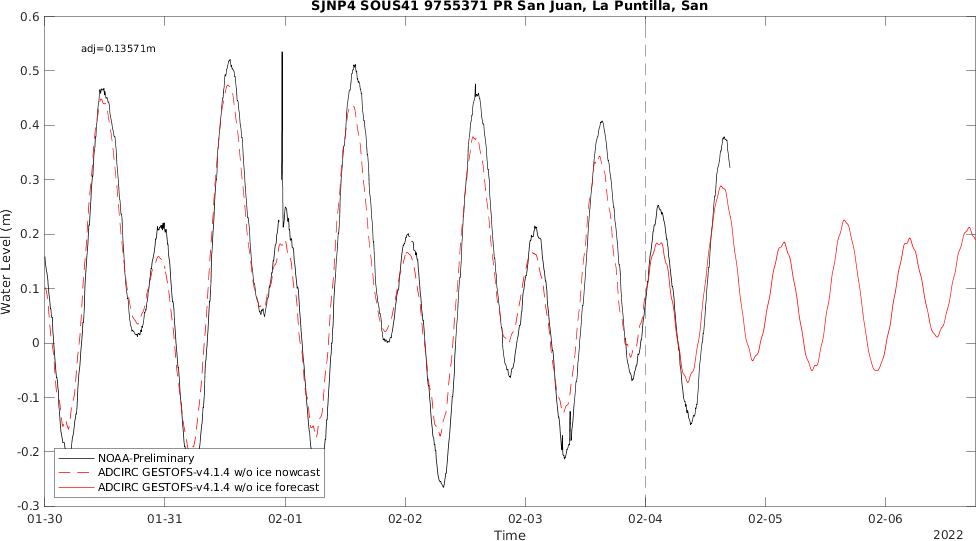 SJNP4 SOUS41 9755371 PR San Juan, La Puntilla, San
adj=0.13571m
0.6
0.5
0.4
0.3
0.2
0.1
0
-0.1
-0.2
-0.3
Water Level (m)
NOAA-Preliminary
ADCIRC GESTOFS-v4.1.4 w/o ice nowcast
ADCIRC GESTOFS-v4.1.4 w/o ice forecast
01-30 01-31 02-01 02-02 02-03 02-04 02-05 02-06
Time
2022